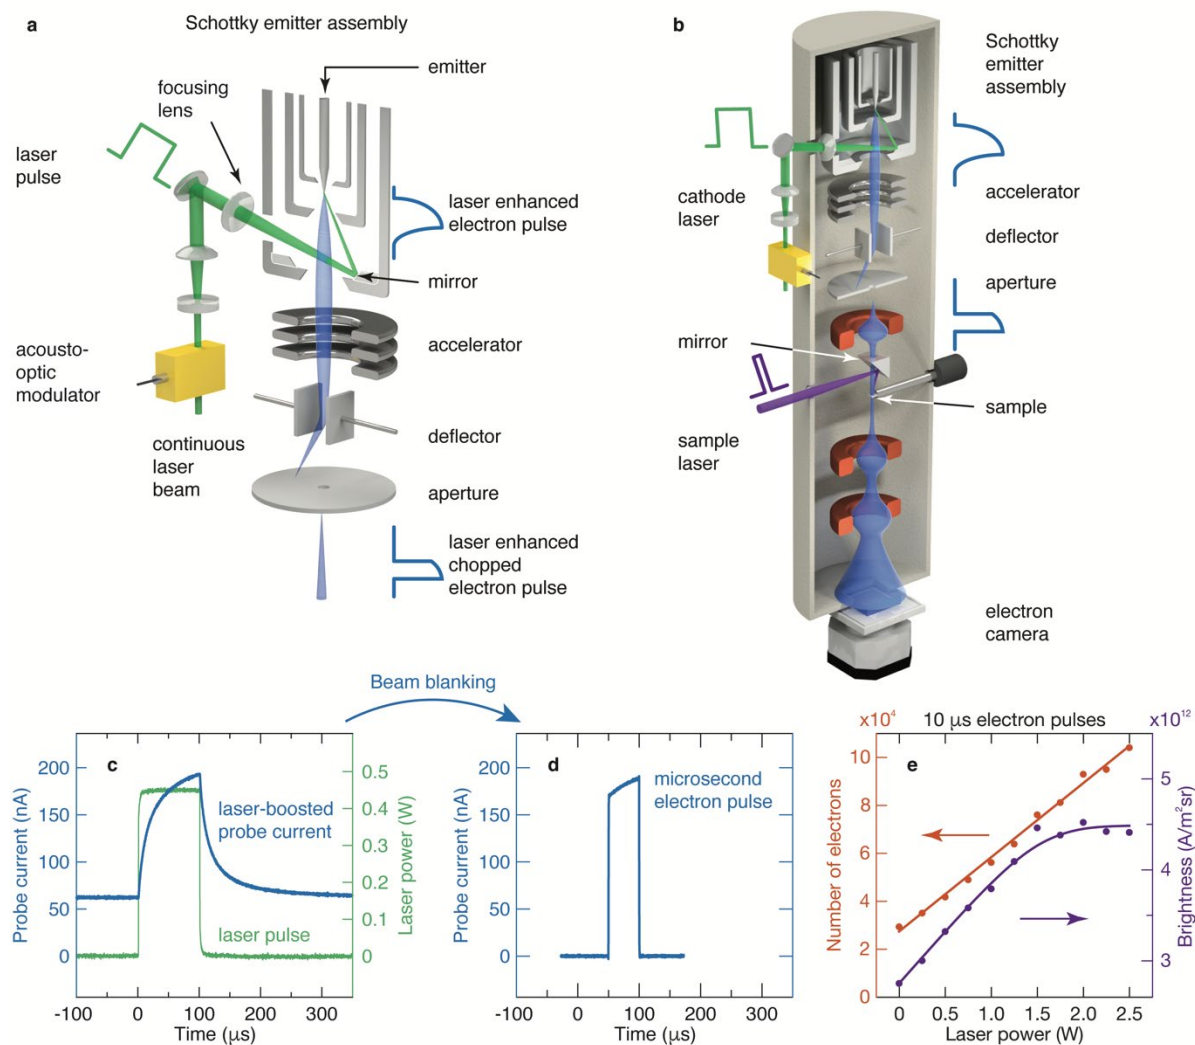 a
Schottky emitter assembly
emitter
focusing
lens
laser
pulse
laser enhanced
electron pulse
mirror
acousto-
optic
modulator
accelerator
continuous
laser
beam
deflector
aperture
laser enhanced
chopped
electron pulse
b
Schottky
emitter
assembly
cathode
laser
accelerator
deflector
aperture
mirror
sample
sample
laser
electron
camera
Beam blanking
c
Probe current (nA)
200
150
100
50
0
laser-boosted
probe current
laser pulse
0.5
0.4
0.3
0.2
0.1
0
Laser power (W)
-100 0 100 200 300
Time (μs)
d
Probe current (nA)
200
150
100
50
0
microsecond
electron pulse
-100 0 100 200 300
Time (μs)
x10⁴
10 μs electron pulses
x10¹²
e
Number of electrons
10
8
6
4
2
0
5
4
3
Brightness (A/m²sr)
0 0.5 1.0 1.5 2.0 2.5
Laser power (W)